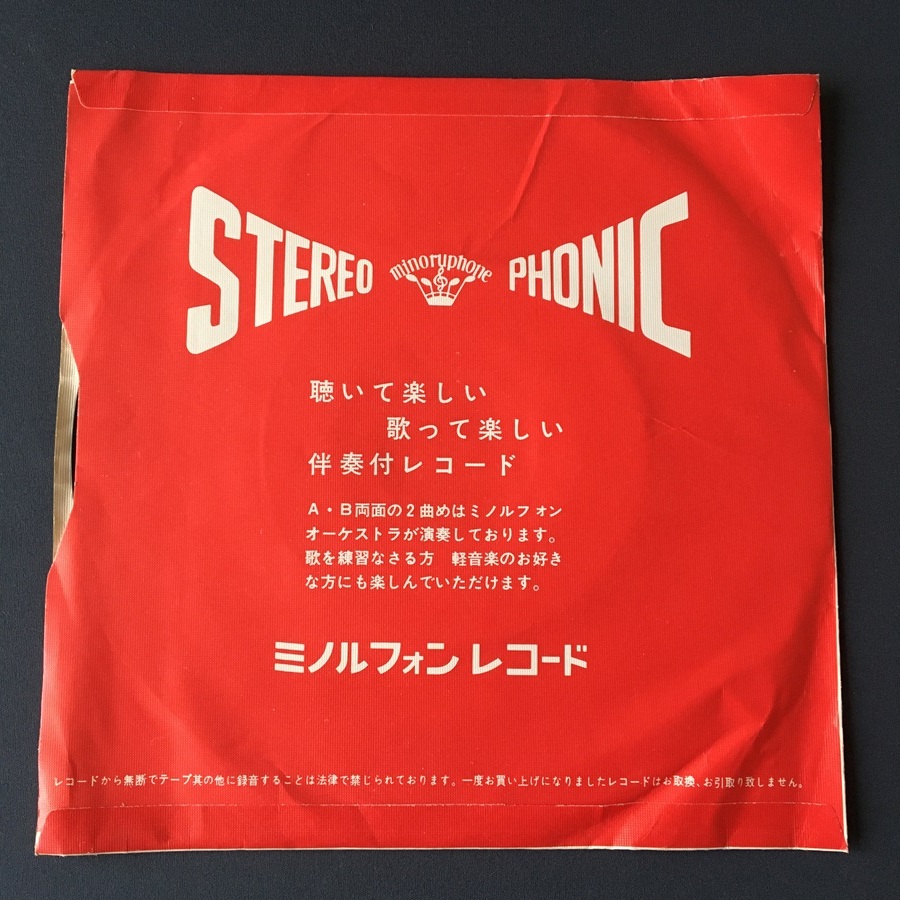 STEREO minoruphone PHONIC
聴いて楽しい
歌って楽しい
伴奏付レコード
A・B両面の2曲めはミノルフォン
オーケストラが演奏しております。
歌を練習なさる方 軽音楽のお好き
な方にも楽しんでいただけます。
ミノルフォン レコード
レコードから無断でテープ其の他に録音することは法律で禁じられております。一度お買い上げになりましたレコードはお取換、お引取り致しません。